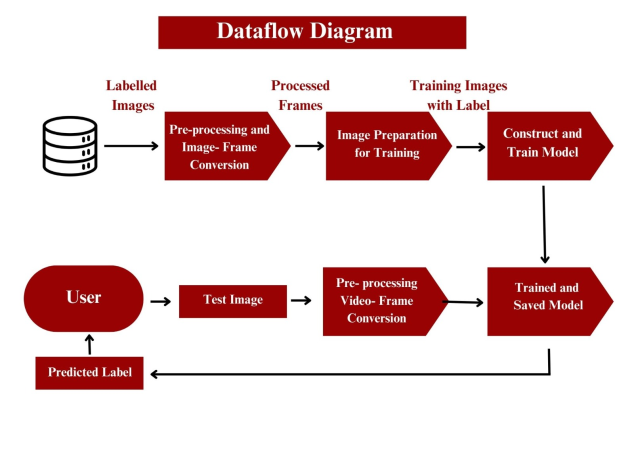 Dataflow Diagram
Labelled
Images
Processed
Frames
Training Images
with Label
Pre-processing and
Image- Frame
Conversion
Image Preparation
for Training
Construct and
Train Model
User
Test Image
Pre- processing
Video- Frame
Conversion
Trained and
Saved Model
Predicted Label